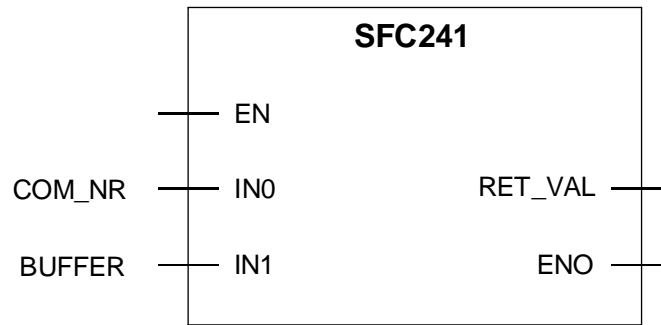 SFC241
EN
COM_NR IN0 RET_VAL
BUFFER IN1 ENO